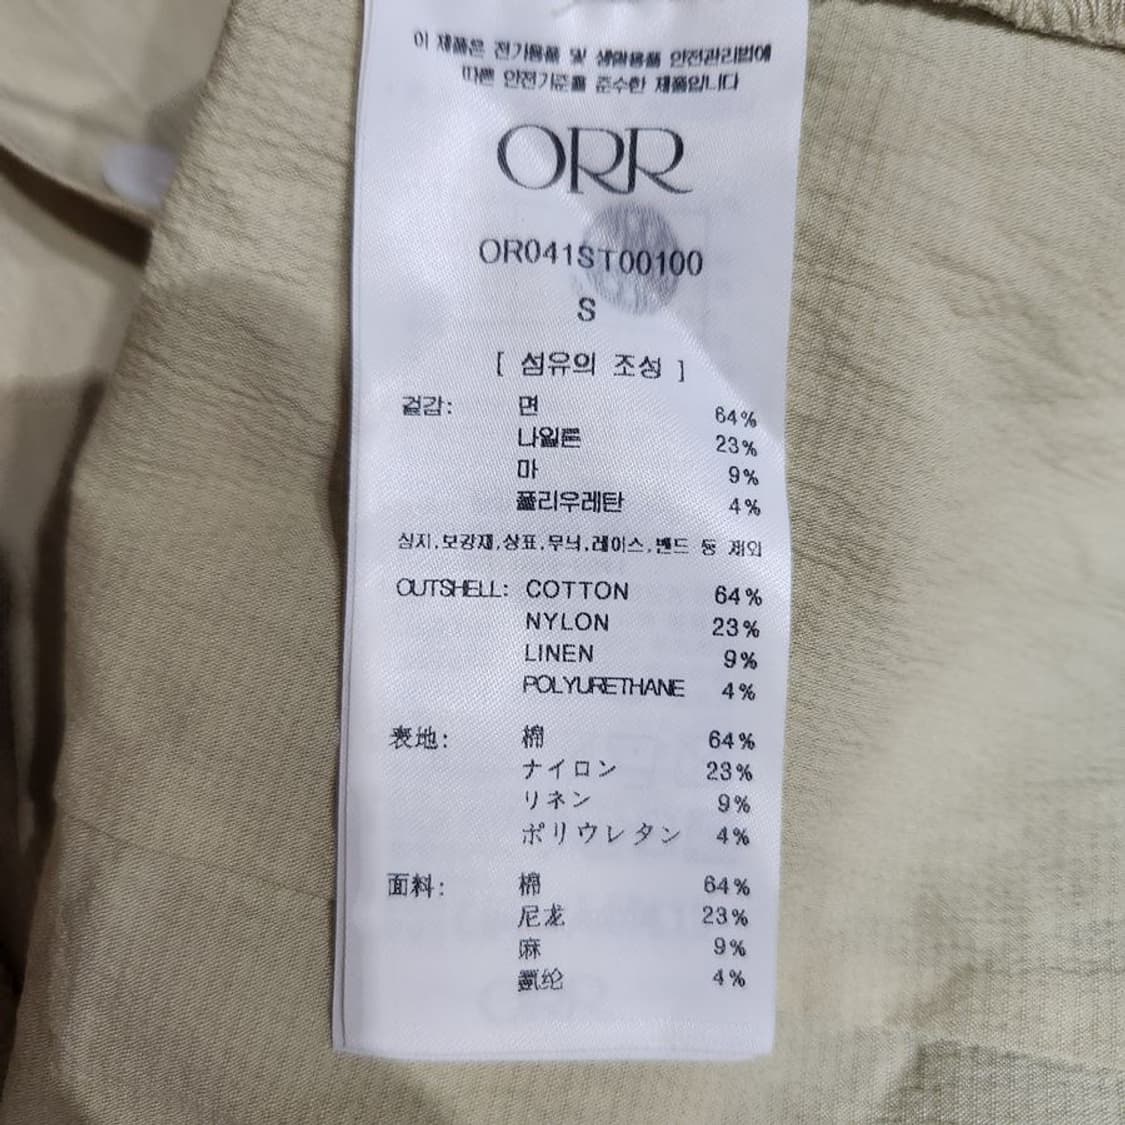 이 제품은 전기용품 및 생활용품 안전관리법에
따른 안전기준을 준수한 제품입니다
ORR
OR041ST00100
S
[ 섬유의 조성 ]
겉감: 면 64%
나일론 23%
마 9%
폴리우레탄 4%
심지,보강재,상표,무늬,레이스,밴드 등 제외
OUTSHELL: COTTON 64%
NYLON 23%
LINEN 9%
POLYURETHANE 4%
表地: 棉 64%
ナイロン 23%
リネン 9%
ポリウレタン 4%
面料: 棉 64%
尼龙 23%
麻 9%
氨纶 4%